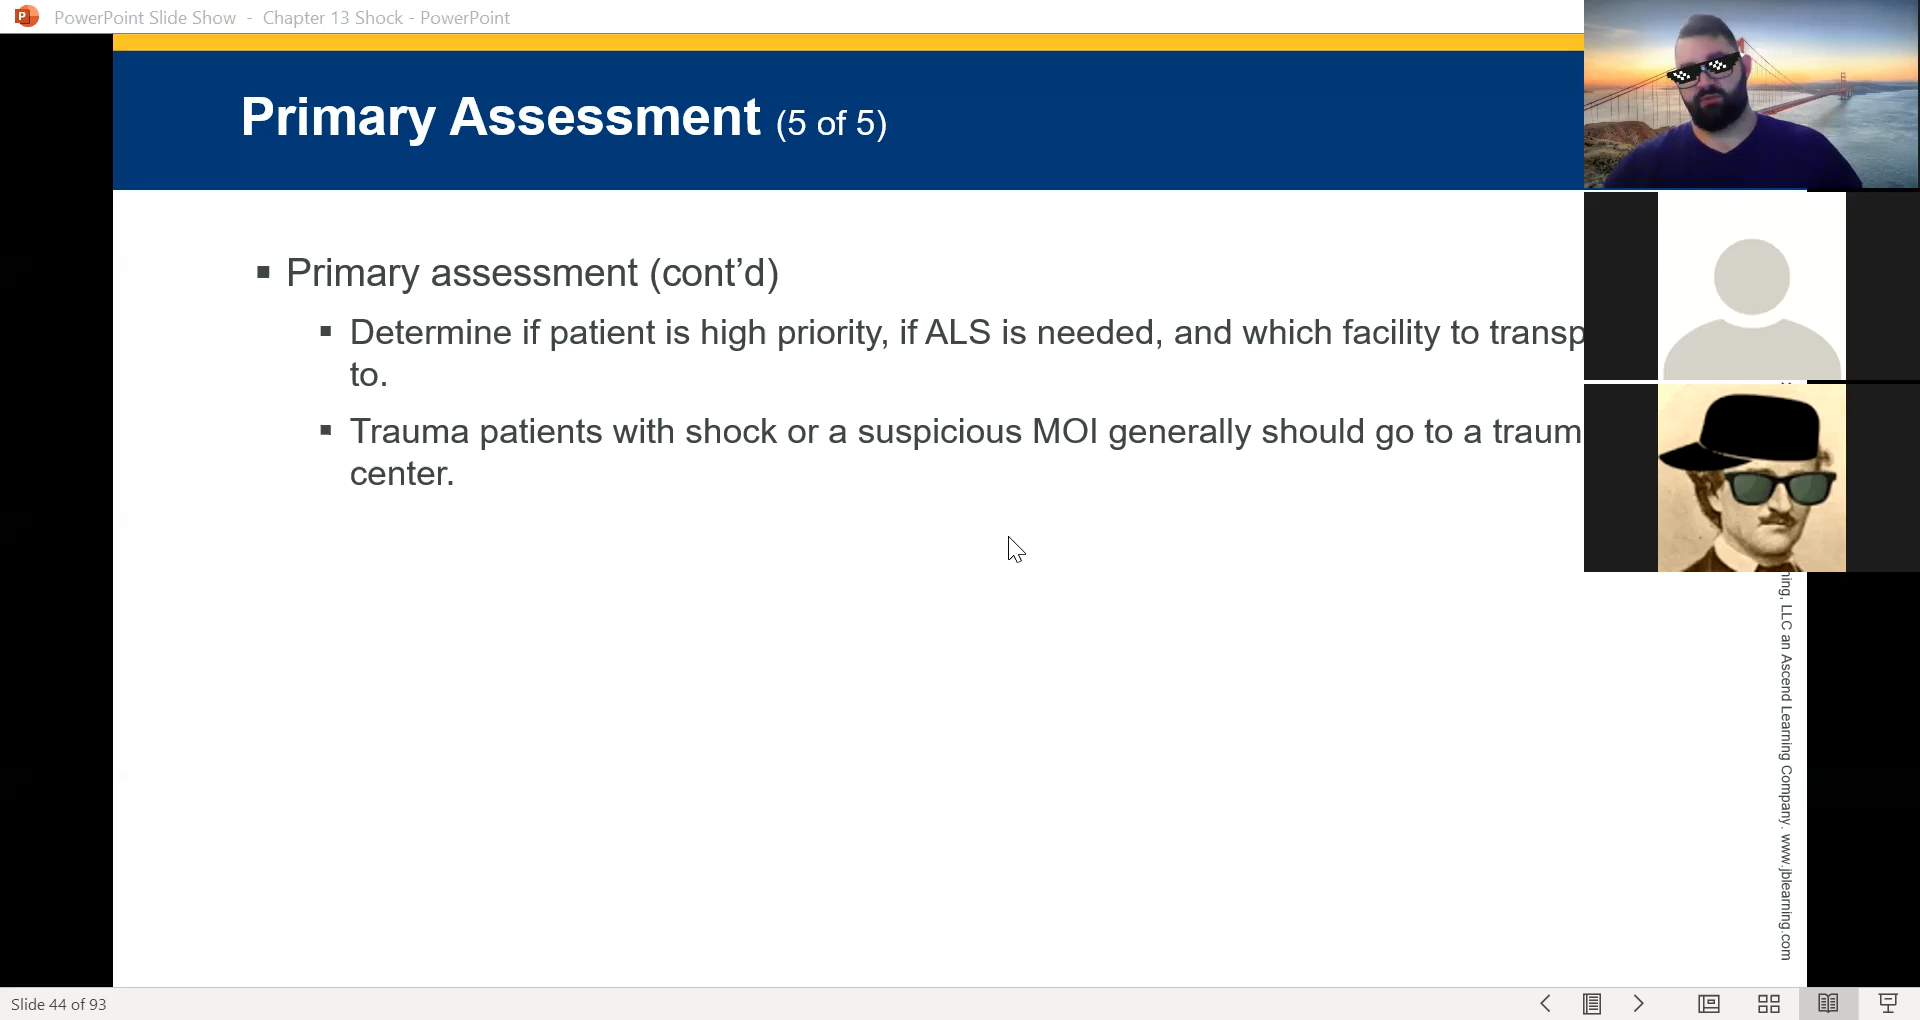 PowerPoint Slide Show - Chapter 13 Shock - PowerPoint
Primary Assessment (5 of 5)
▪ Primary assessment (cont’d)
▪ Determine if patient is high priority, if ALS is needed, and which facility to transp
to.
▪ Trauma patients with shock or a suspicious MOI generally should go to a traum
center.
ning, LLC an Ascend Learning Company. www.jblearning.com
Slide 44 of 93